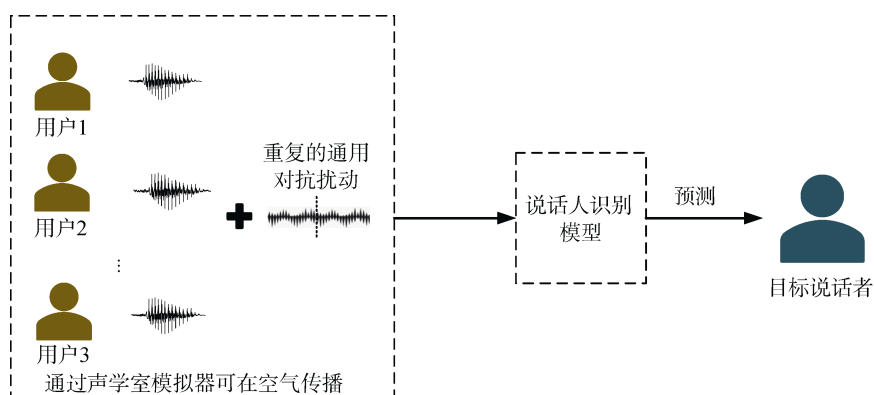 用户1
用户2
⋮
用户3
重复的通用
对抗扰动
通过声学室模拟器可在空气传播
说话人识别
模型
预测
目标说话者